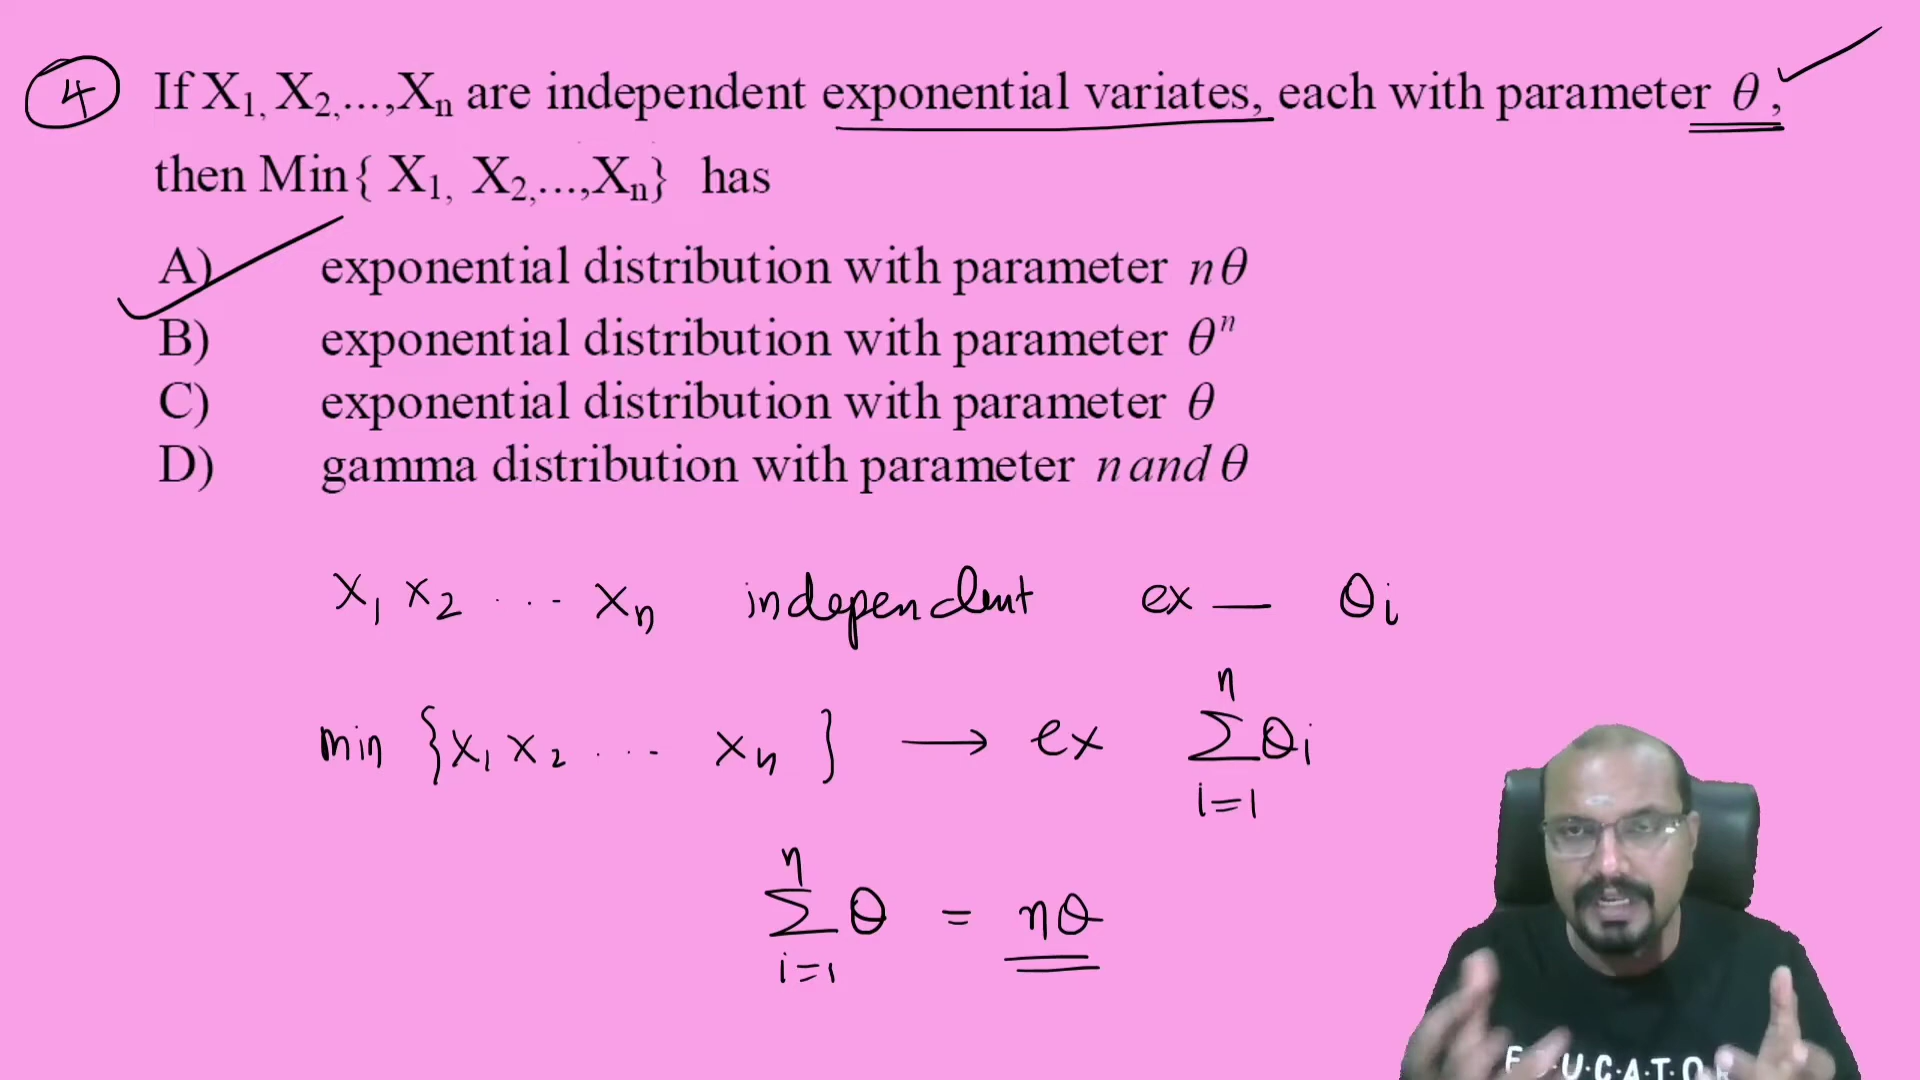 4 If X1, X2,...,Xn are independent exponential variates, each with parameter θ,
then Min{ X1, X2,...,Xn} has
A) exponential distribution with parameter nθ
B) exponential distribution with parameter θⁿ
C) exponential distribution with parameter θ
D) gamma distribution with parameter n and θ
x1 x2 ... xn independent ex — θi
min {x1 x2 ... xn } → ex n∑i=1 θi
n∑i=1 θ = nθ
E.D.U.C.A.T.O.R